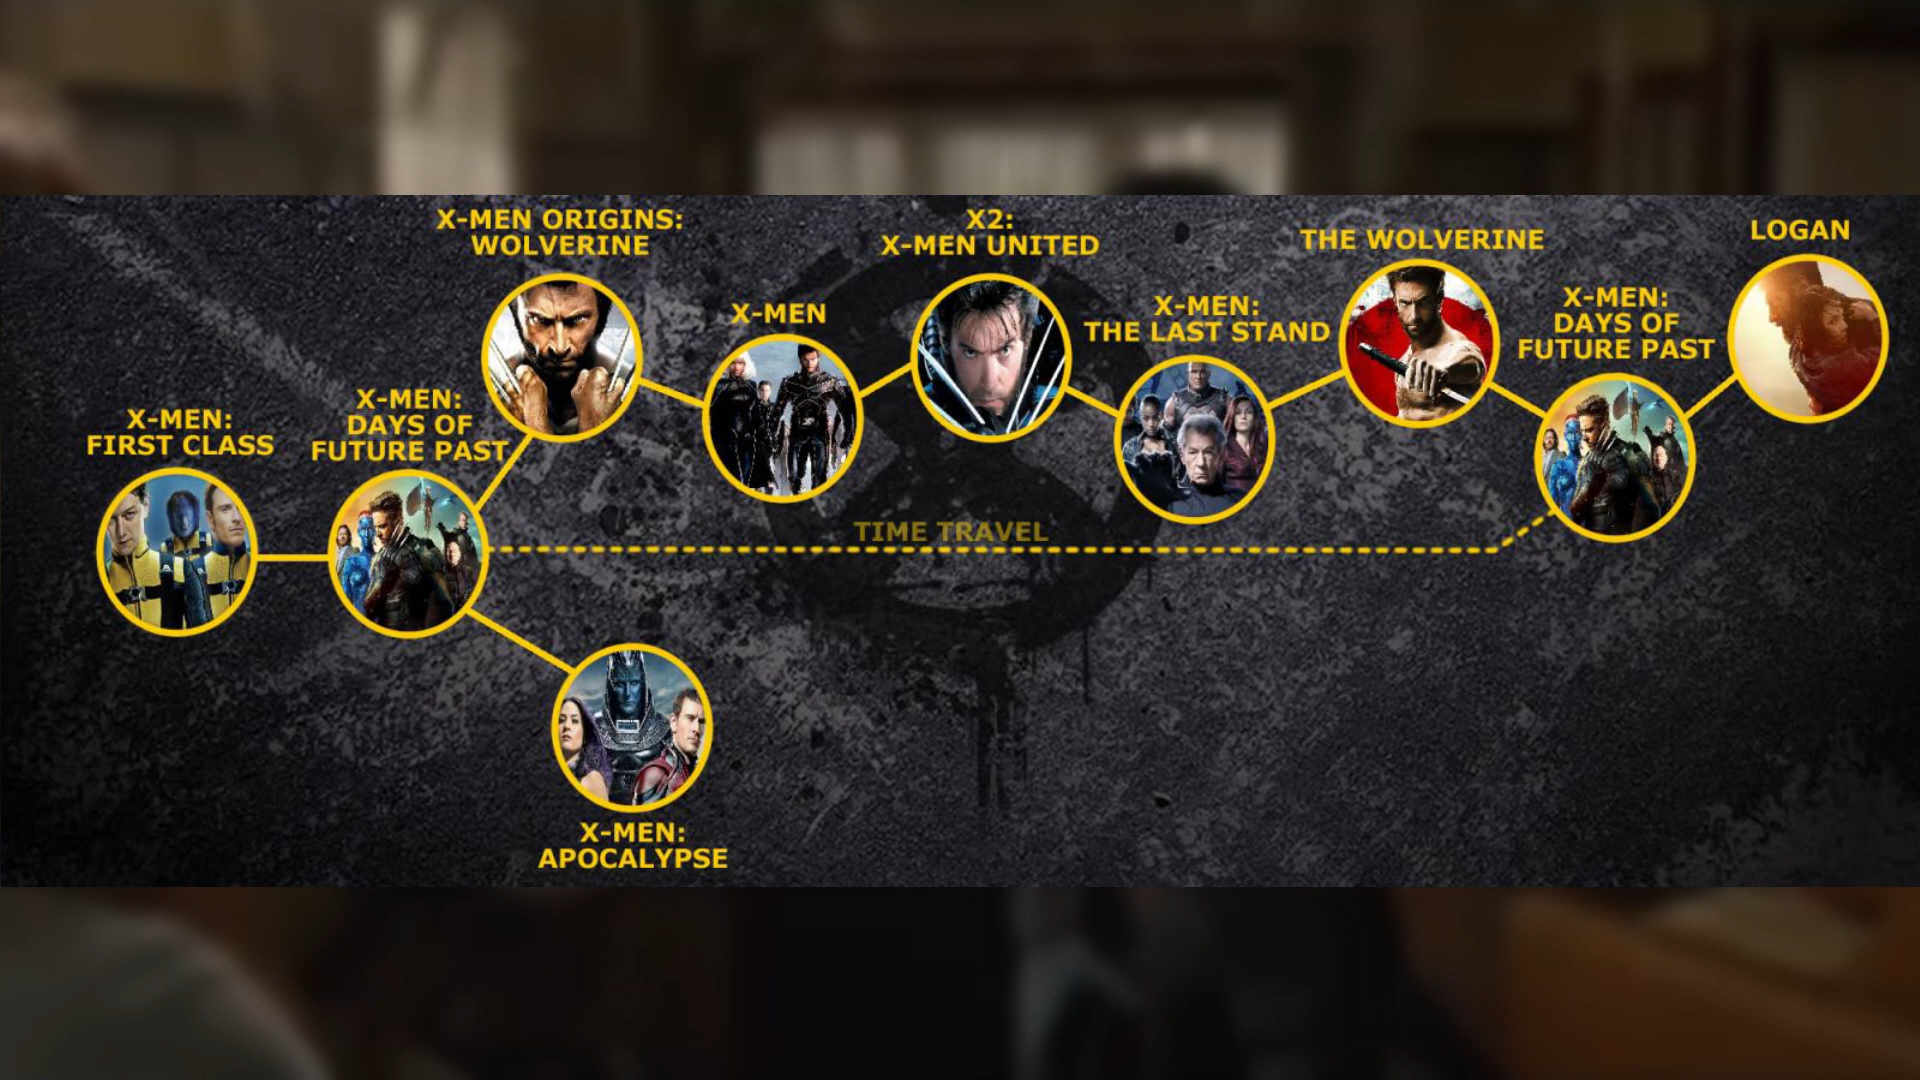 X-MEN:
FIRST CLASS
X-MEN:
DAYS OF
FUTURE PAST
X-MEN ORIGINS:
WOLVERINE
X-MEN
X2:
X-MEN UNITED
X-MEN:
THE LAST STAND
THE WOLVERINE
X-MEN:
DAYS OF
FUTURE PAST
LOGAN
TIME TRAVEL
X-MEN:
APOCALYPSE